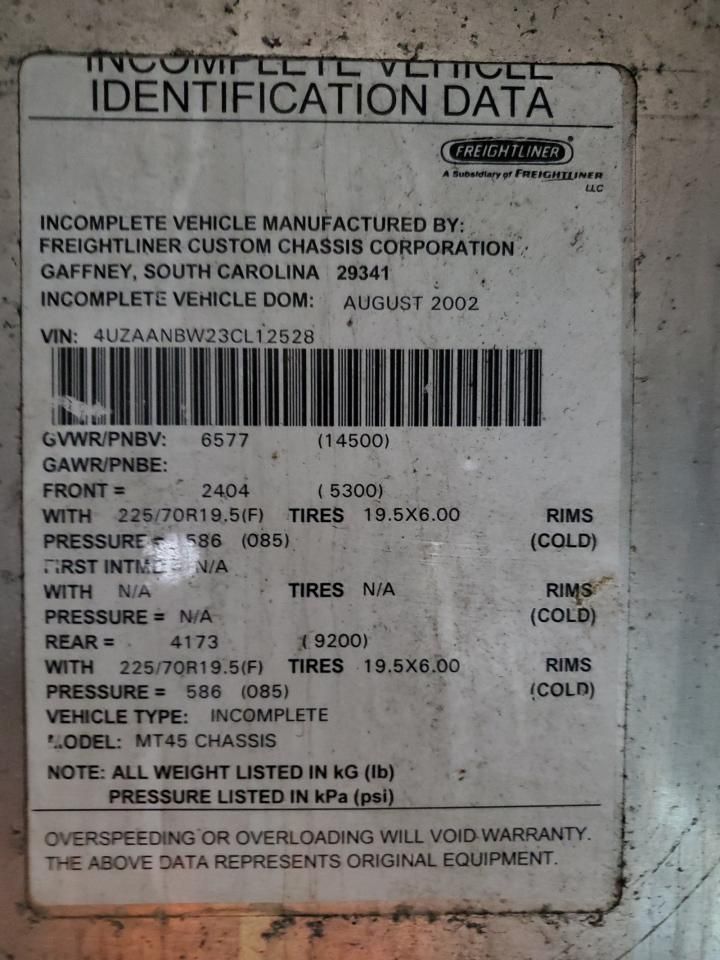 INCOMPLETE VEHICLE
IDENTIFICATION DATA
FREIGHTLINER
A Subsidiary of FREIGHTLINER
LLC
INCOMPLETE VEHICLE MANUFACTURED BY:
FREIGHTLINER CUSTOM CHASSIS CORPORATION
GAFFNEY, SOUTH CAROLINA 29341
INCOMPLETE VEHICLE DOM: AUGUST 2002
VIN: 4UZAANBW23CL12528
GVWR/PNBV: 6577 (14500)
GAWR/PNBE:
FRONT = 2404 (5300)
WITH 225/70R19.5(F) TIRES 19.5X6.00 RIMS
PRESSURE = 586 (085) (COLD)
FIRST INTMD = N/A
WITH N/A TIRES N/A RIMS
PRESSURE = N/A (COLD)
REAR = 4173 (9200)
WITH 225/70R19.5(F) TIRES 19.5X6.00 RIMS
PRESSURE = 586 (085) (COLD)
VEHICLE TYPE: INCOMPLETE
MODEL: MT45 CHASSIS
NOTE: ALL WEIGHT LISTED IN kG (lb)
PRESSURE LISTED IN kPa (psi)
OVERSPEEDING OR OVERLOADING WILL VOID WARRANTY.
THE ABOVE DATA REPRESENTS ORIGINAL EQUIPMENT.